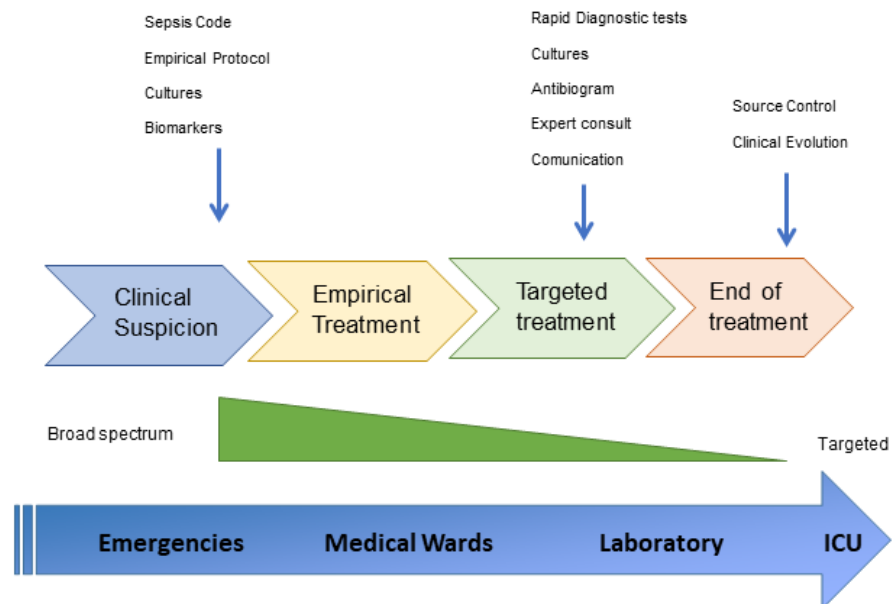 Sepsis Code
Empirical Protocol
Cultures
Biomarkers
Rapid Diagnostic tests
Cultures
Antibiogram
Expert consult
Comunication
Source Control
Clinical Evolution
Clinical
Suspicion
Empirical
Treatment
Targeted
treatment
End of
treatment
Broad spectrum
Targeted
Emergencies
Medical Wards
Laboratory
ICU